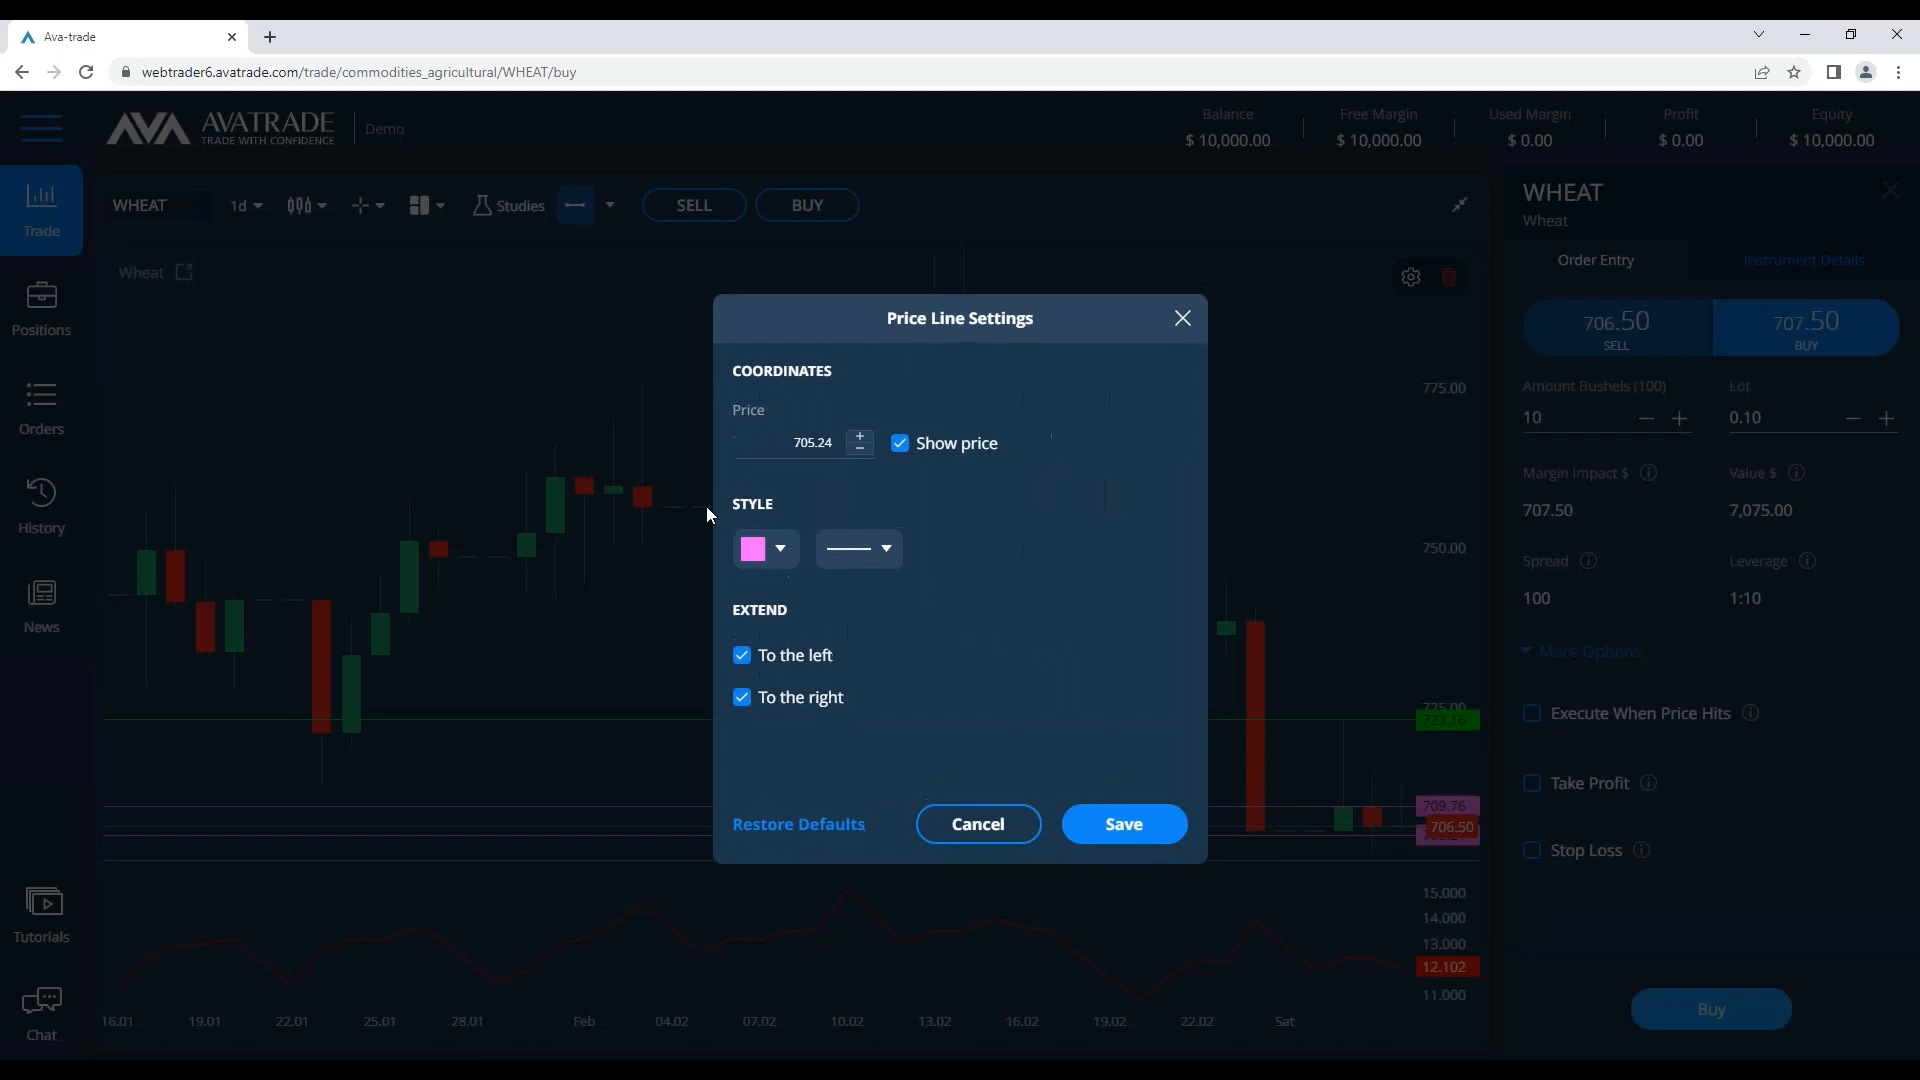 Ava-trade
webtrader6.avatrade.com/trade/commodities_agricultural/WHEAT/buy
AVA AVATRADE
TRADE WITH CONFIDENCE
Demo
Balance Free Margin Used Margin Profit Equity
$ 10,000.00 $ 10,000.00 $ 0.00 $ 0.00 $ 10,000.00
Trade
Positions
Orders
History
News
Tutorials
Chat
WHEAT 1d Studies SELL BUY
Wheat
775.00
750.00
725.00
723.16
709.76
706.50
15.000
14.000
13.000
12.102
11.000
16.01 19.01 22.01 25.01 28.01 Feb 04.02 07.02 10.02 13.02 16.02 19.02 22.02 Sat
Price Line Settings
COORDINATES
Price
705.24 + − Show price
STYLE
EXTEND
To the left
To the right
Restore Defaults Cancel Save
WHEAT
Wheat
Order Entry Instrument Details
706.50 707.50
SELL BUY
Amount Bushels (100) Lot
10 − + 0.10 − +
Margin Impact $ Value $
707.50 7,075.00
Spread Leverage
100 1:10
More Options
Execute When Price Hits
Take Profit
Stop Loss
Buy